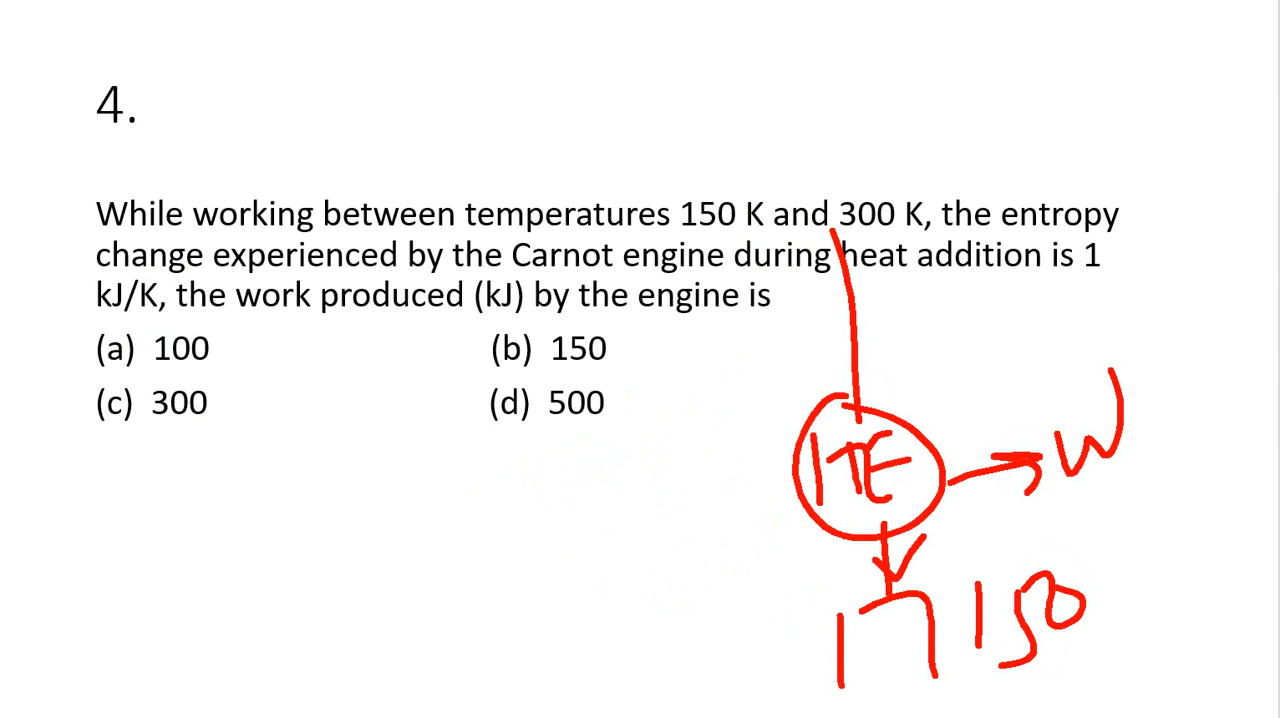 4.
While working between temperatures 150 K and 300 K, the entropy
change experienced by the Carnot engine during heat addition is 1
kJ/K, the work produced (kJ) by the engine is
(a) 100 (b) 150
(c) 300 (d) 500
HE
W
150